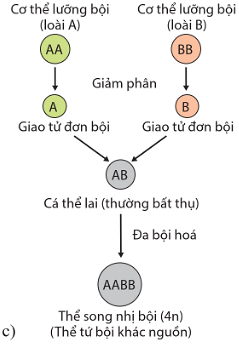 Cơ thể lưỡng bội
(loài A)
Cơ thể lưỡng bội
(loài B)
AA
BB
Giảm phân
A
B
Giao tử đơn bội
Giao tử đơn bội
AB
Cá thể lai (thường bất thụ)
Đa bội hoá
AABB
Thể song nhị bội (4n)
(Thể tứ bội khác nguồn)
c)